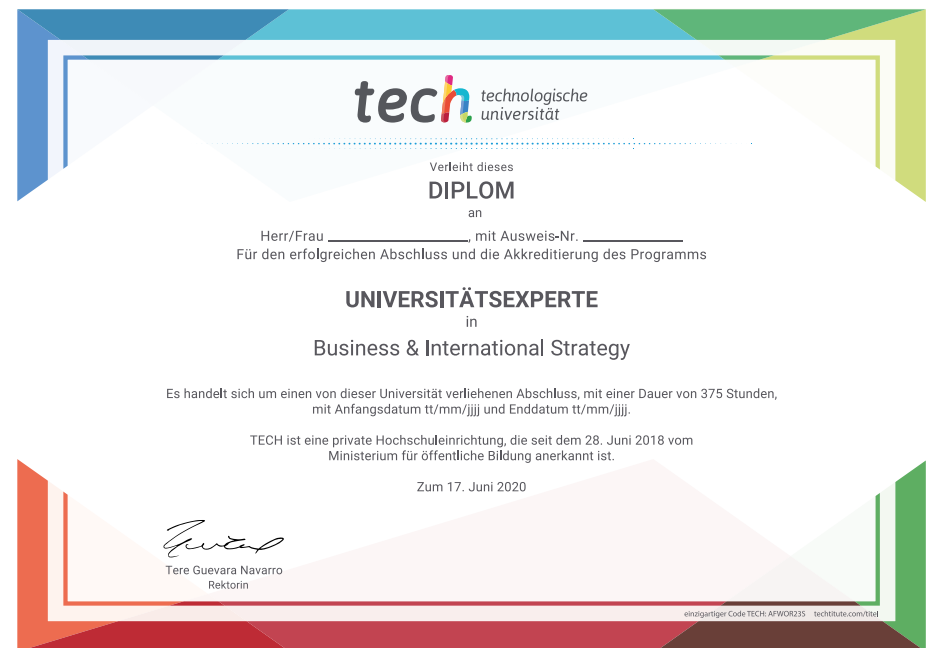 tech technologische
universität
Verleiht dieses
DIPLOM
an
Herr/Frau ____________________, mit Ausweis-Nr. ______________
Für den erfolgreichen Abschluss und die Akkreditierung des Programms
UNIVERSITÄTSEXPERTE
in
Business & International Strategy
Es handelt sich um einen von dieser Universität verliehenen Abschluss, mit einer Dauer von 375 Stunden,
mit Anfangsdatum tt/mm/jjjj und Enddatum tt/mm/jjjj.
TECH ist eine private Hochschuleinrichtung, die seit dem 28. Juni 2018 vom
Ministerium für öffentliche Bildung anerkannt ist.
Zum 17. Juni 2020
Tere Guevara Navarro
Rektorin
einzigartiger Code TECH: AFWOR23S techtitute.com/titel